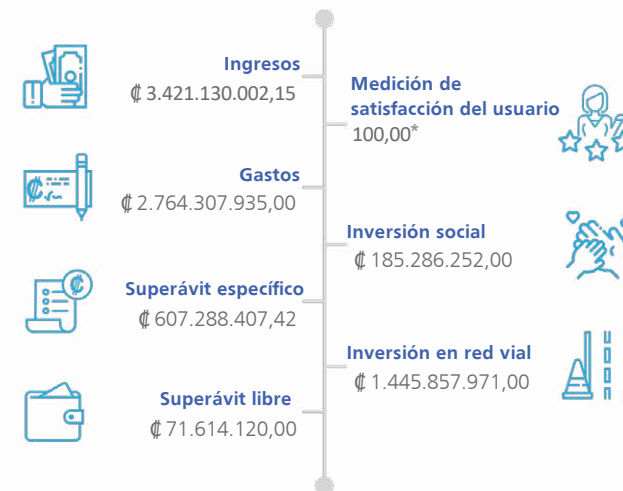 Ingresos
₡ 3.421.130.002,15
Gastos
₡ 2.764.307.935,00
Superávit específico
₡ 607.288.407,42
Superávit libre
₡ 71.614.120,00
Medición de
satisfacción del usuario
100,00*
Inversión social
₡ 185.286.252,00
Inversión en red vial
₡ 1.445.857.971,00